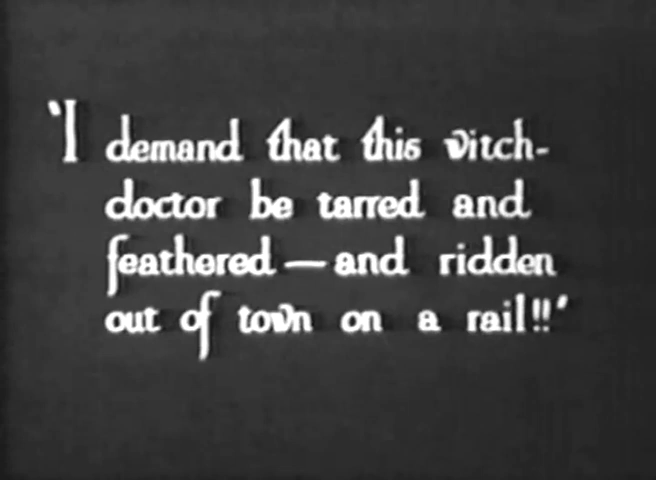 'I demand that this witch-
doctor be tarred and
feathered — and ridden
out of town on a rail!!'